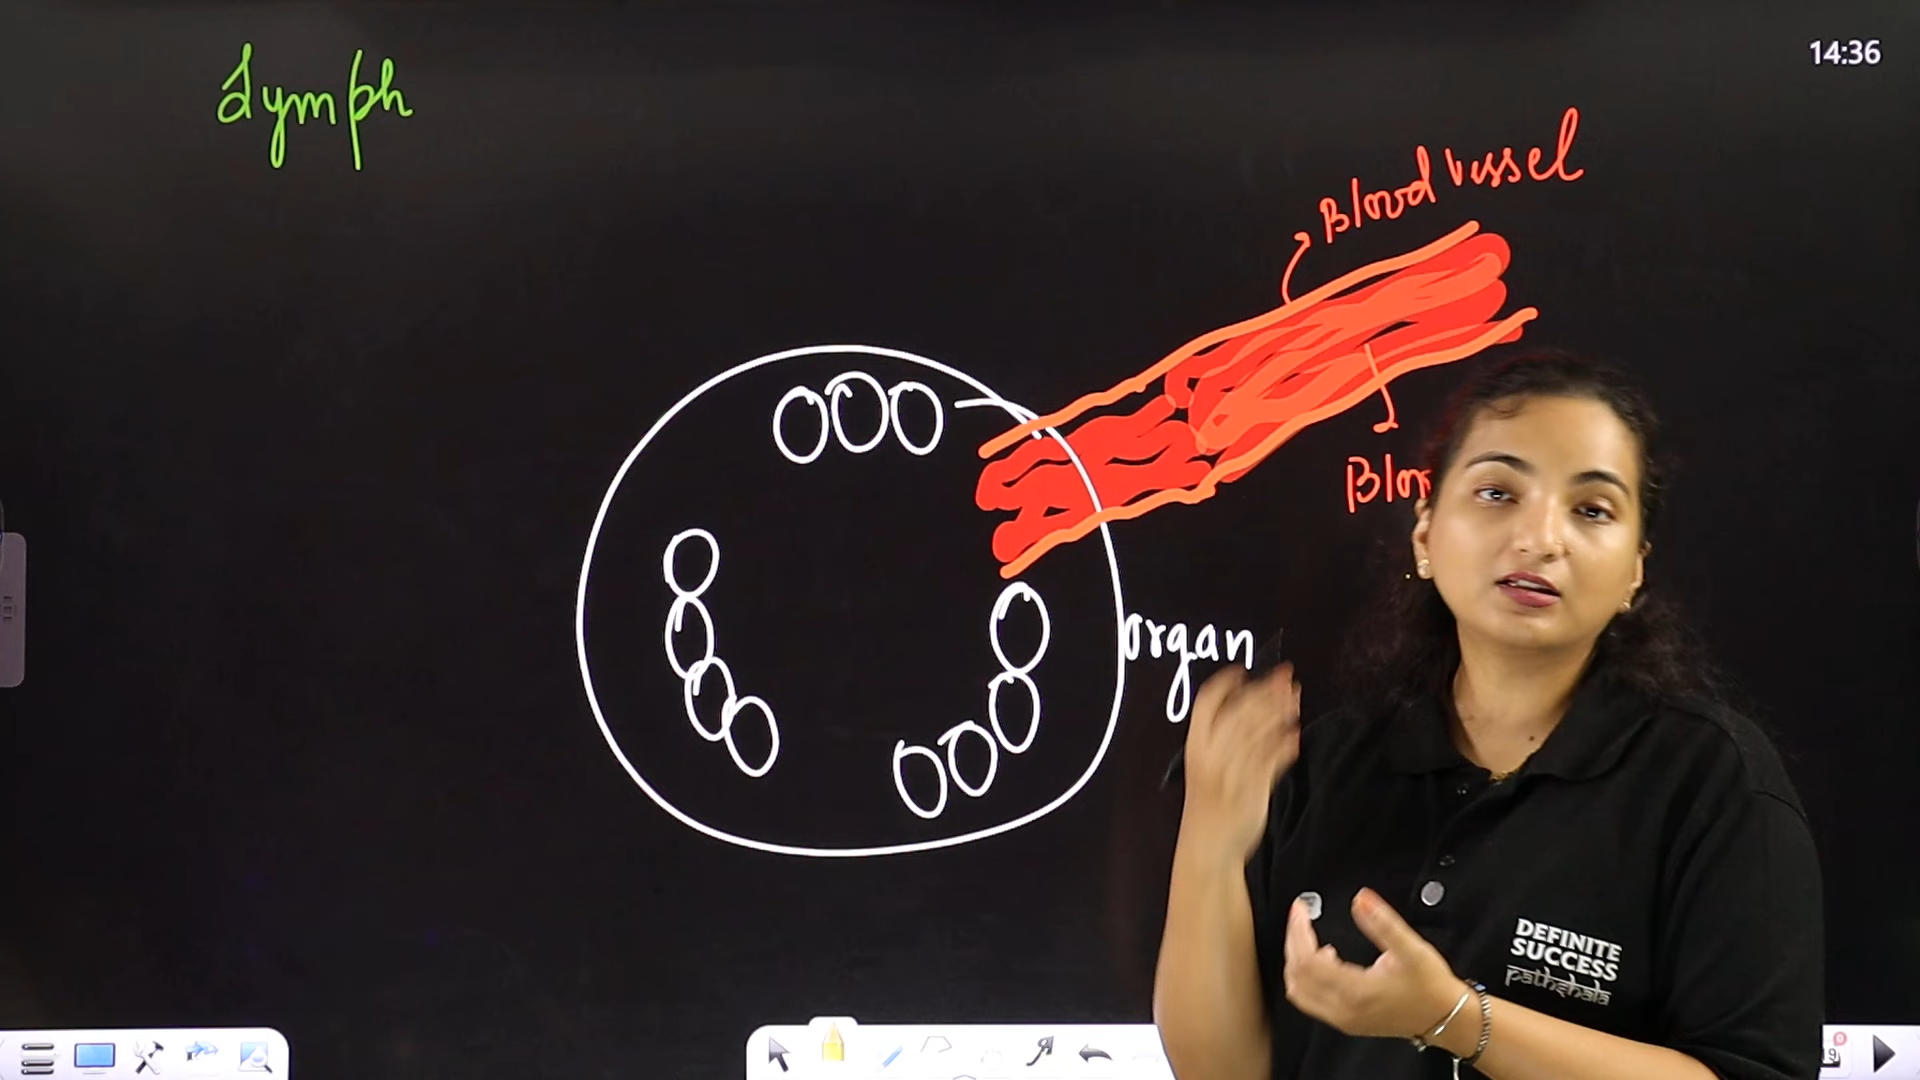 Lymph
14:36
Blood Vessel
organ
DEFINITE
SUCCESS
pathshala